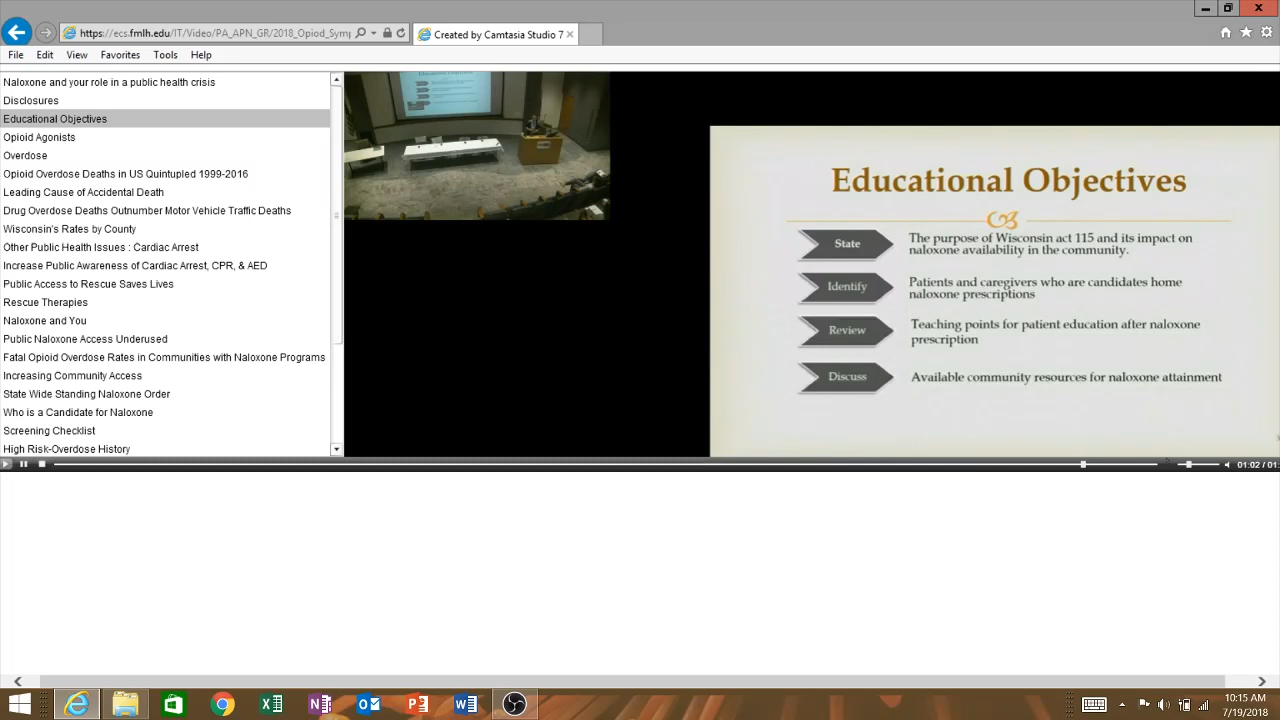 https://ecs.fmlh.edu/IT/Video/PA_APN_GR/2018_Opiod_Symp
Created by Camtasia Studio 7
File Edit View Favorites Tools Help
Naloxone and your role in a public health crisis
Disclosures
Educational Objectives
Opioid Agonists
Overdose
Opioid Overdose Deaths in US Quintupled 1999-2016
Leading Cause of Accidental Death
Drug Overdose Deaths Outnumber Motor Vehicle Traffic Deaths
Wisconsin's Rates by County
Other Public Health Issues : Cardiac Arrest
Increase Public Awareness of Cardiac Arrest, CPR, & AED
Public Access to Rescue Saves Lives
Rescue Therapies
Naloxone and You
Public Naloxone Access Underused
Fatal Opioid Overdose Rates in Communities with Naloxone Programs
Increasing Community Access
State Wide Standing Naloxone Order
Who is a Candidate for Naloxone
Screening Checklist
High Risk-Overdose History
Educational Objectives
State
The purpose of Wisconsin act 115 and its impact on
naloxone availability in the community.
Identify
Patients and caregivers who are candidates home
naloxone prescriptions
Review
Teaching points for patient education after naloxone
prescription
Discuss
Available community resources for naloxone attainment
01:02 / 01:
10:15 AM
7/19/2018